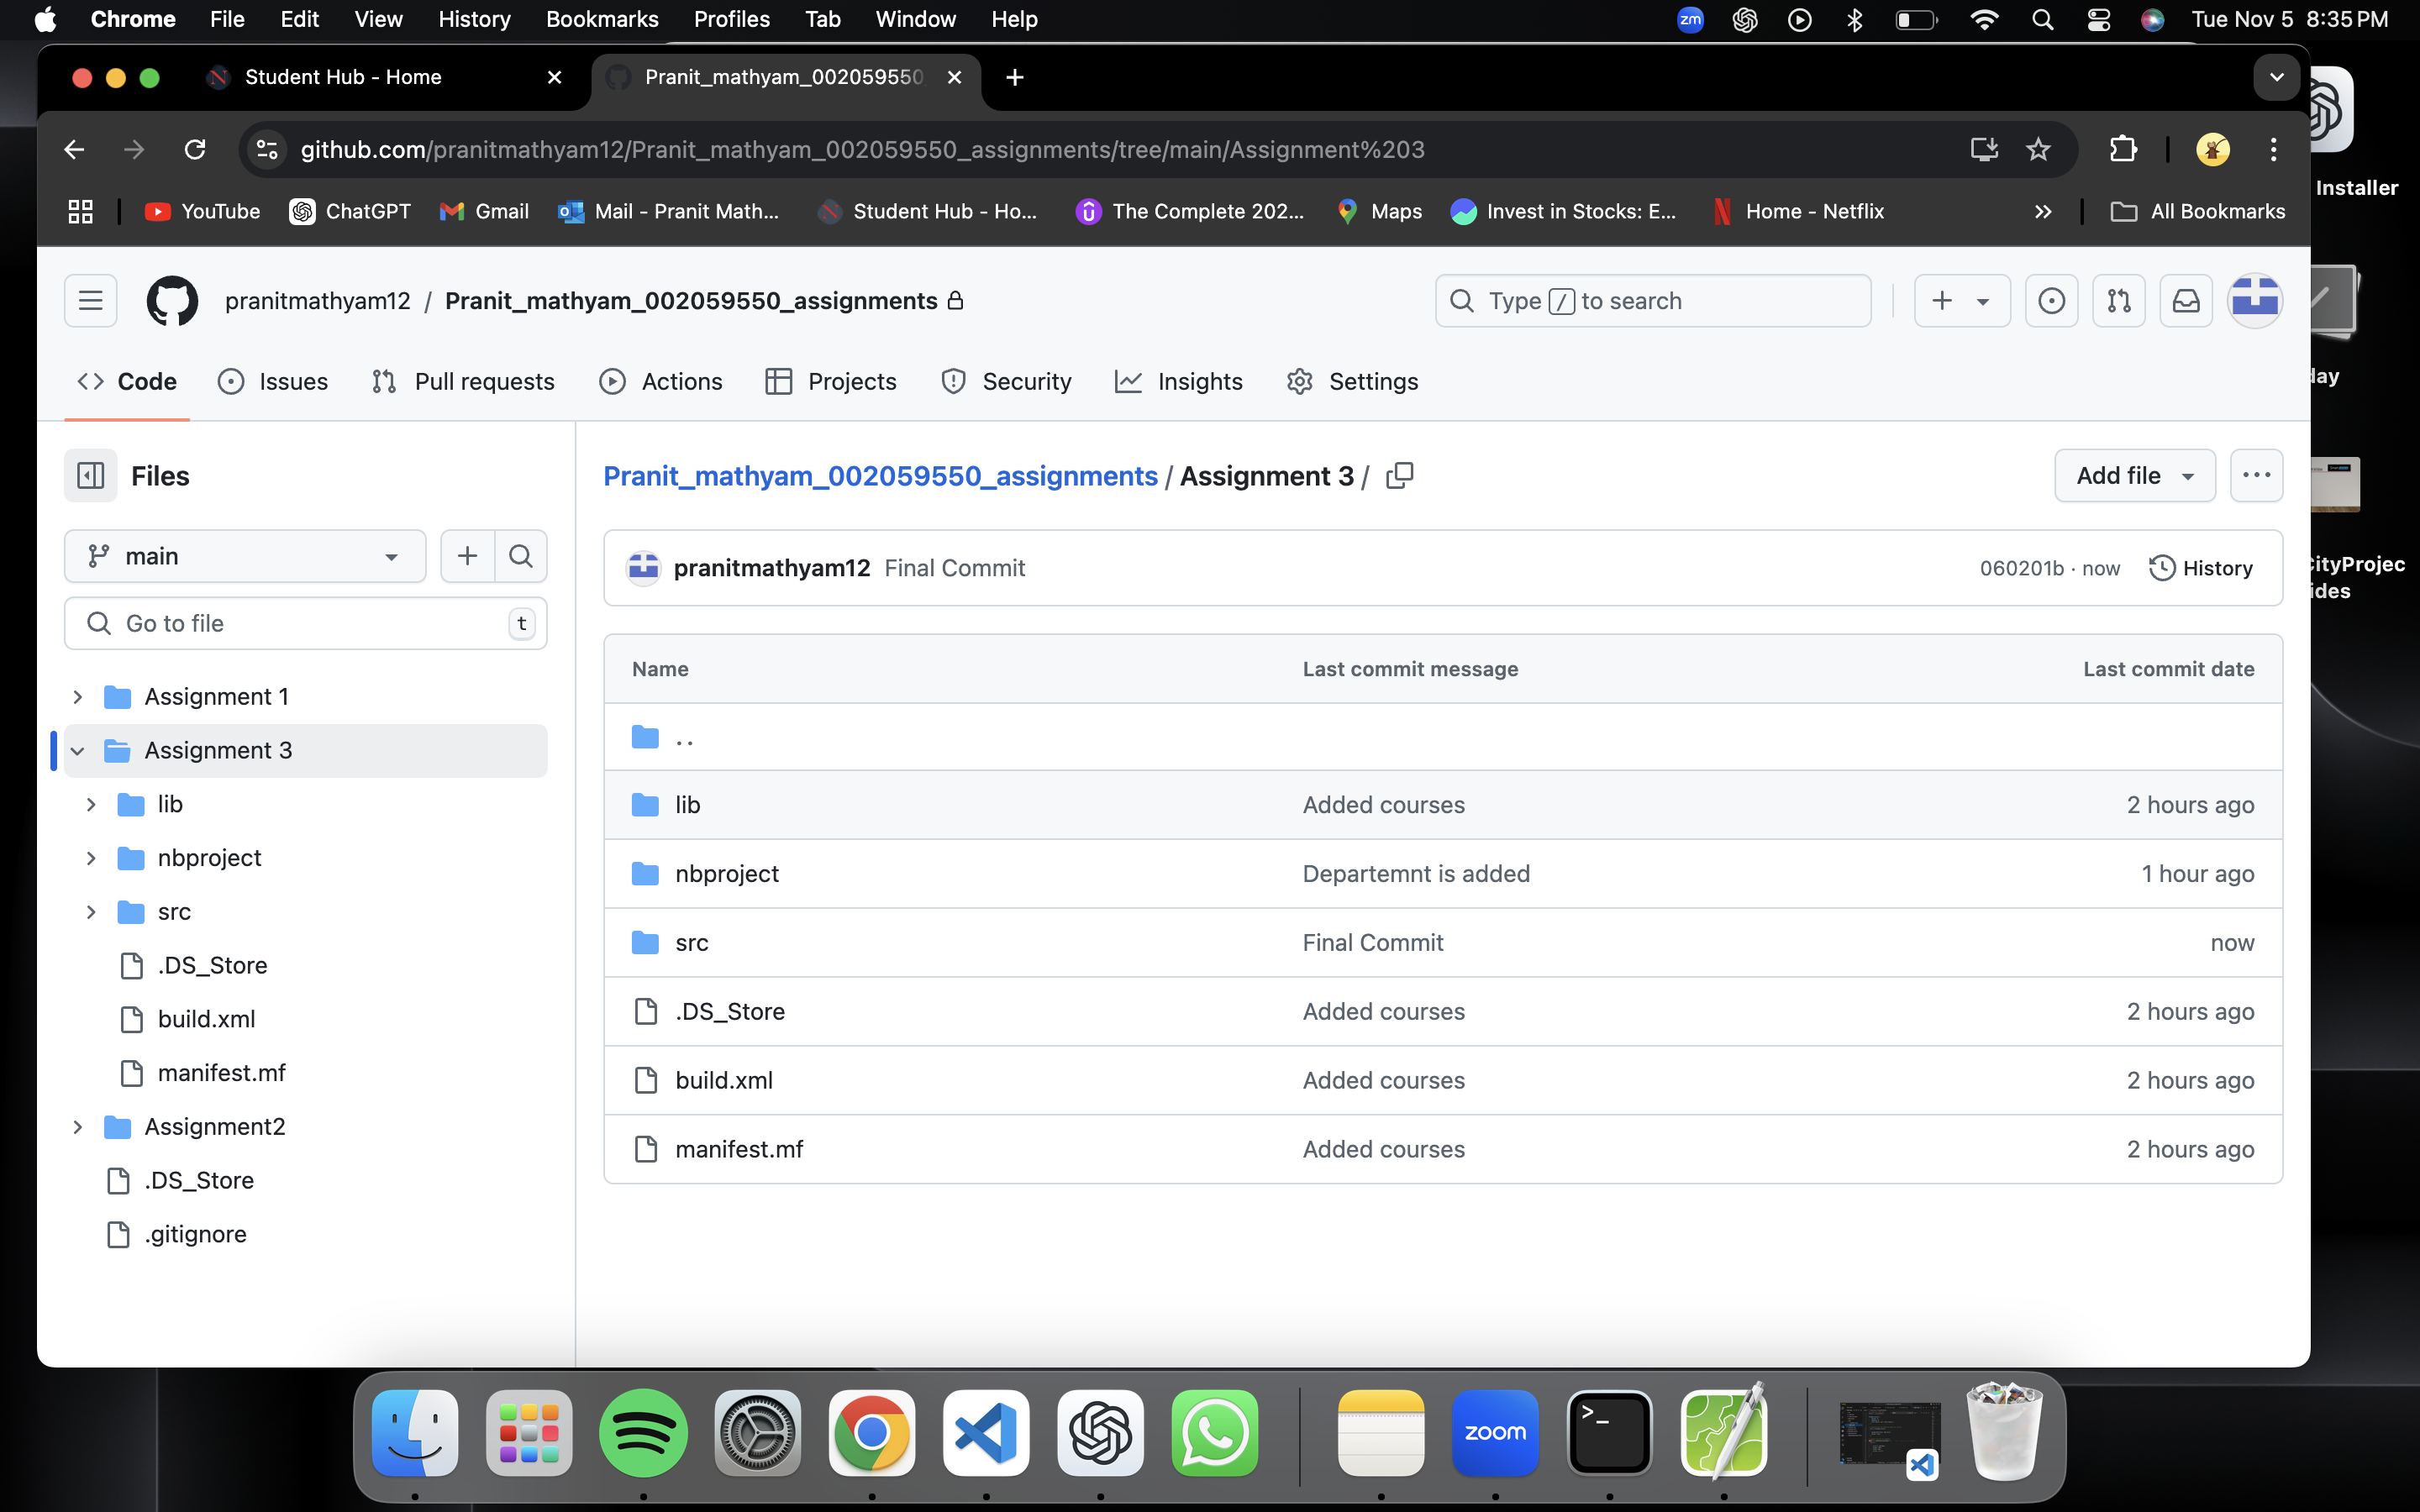 Chrome File Edit View History Bookmarks Profiles Tab Window Help zm Tue Nov 5 8:35 PM
Student Hub - Home Pranit_mathyam_002059550
github.com/pranitmathyam12/Pranit_mathyam_002059550_assignments/tree/main/Assignment%203
YouTube ChatGPT Gmail Mail - Pranit Math... Student Hub - Ho... The Complete 202... Maps Invest in Stocks: E... Home - Netflix All Bookmarks
Installer
day
CityProjec
ides
pranitmathyam12 / Pranit_mathyam_002059550_assignments Type / to search
Code Issues Pull requests Actions Projects Security Insights Settings
Files
main
Go to file t
Assignment 1
Assignment 3
lib
nbproject
src
.DS_Store
build.xml
manifest.mf
Assignment2
.DS_Store
.gitignore
Pranit_mathyam_002059550_assignments / Assignment 3 / Add file
pranitmathyam12 Final Commit 060201b · now History
Name Last commit message Last commit date
..
lib Added courses 2 hours ago
nbproject Departemnt is added 1 hour ago
src Final Commit now
.DS_Store Added courses 2 hours ago
build.xml Added courses 2 hours ago
manifest.mf Added courses 2 hours ago
zoom